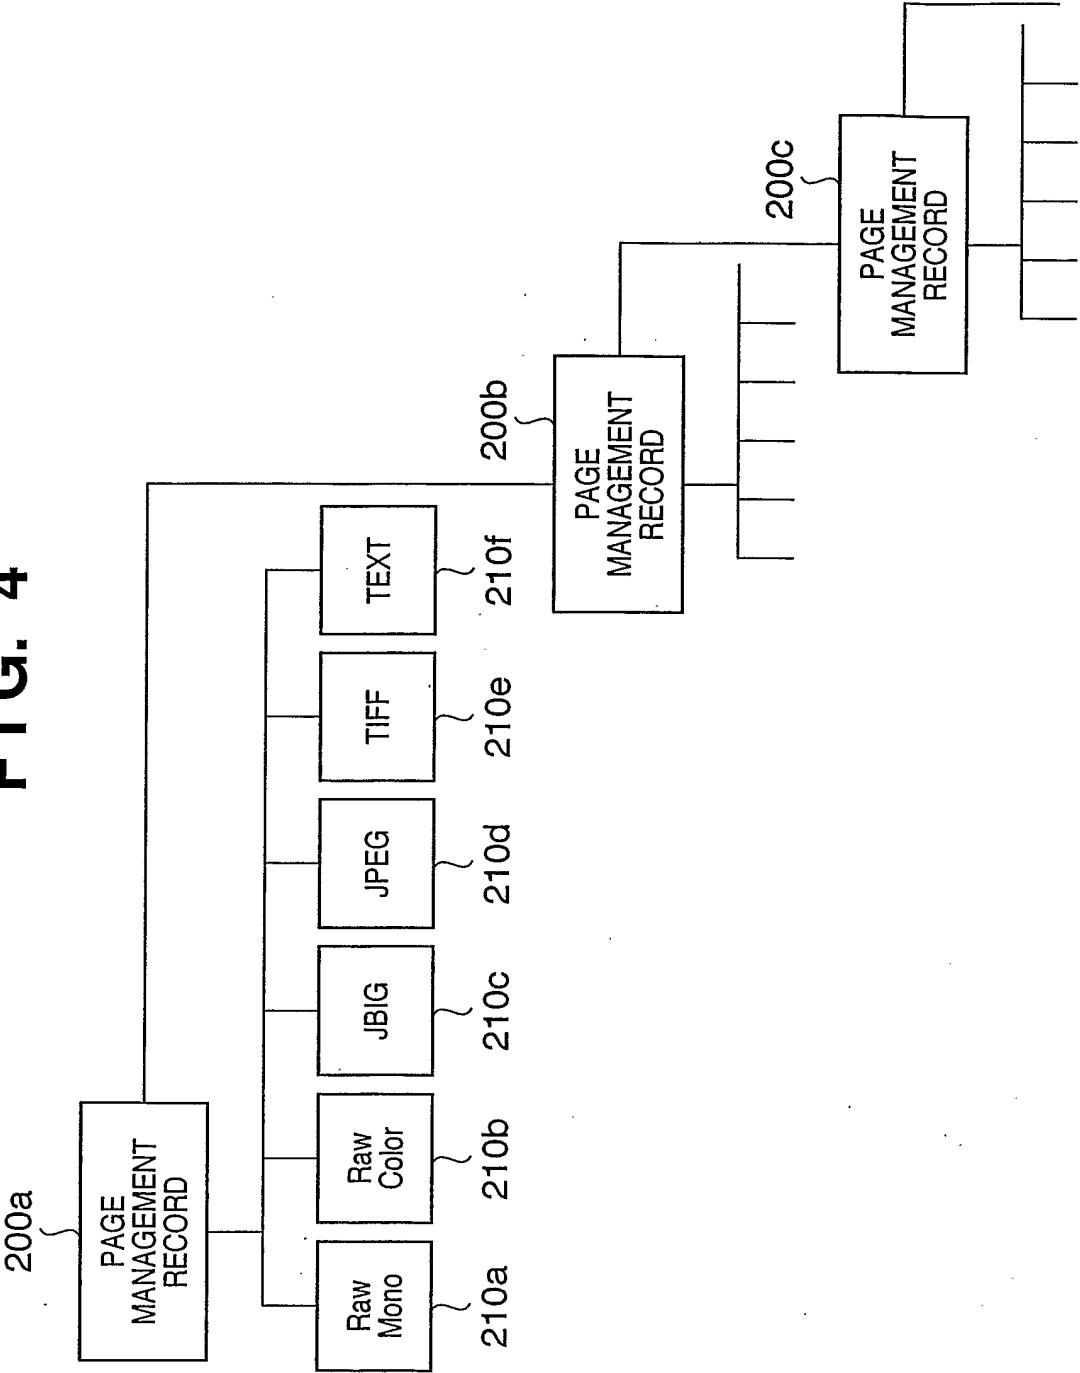 FIG. 4
200a
PAGE
MANAGEMENT
RECORD
Raw
Mono
210a
Raw
Color
210b
JBIG
210c
JPEG
210d
TIFF
210e
TEXT
210f
200b
PAGE
MANAGEMENT
RECORD
200c
PAGE
MANAGEMENT
RECORD